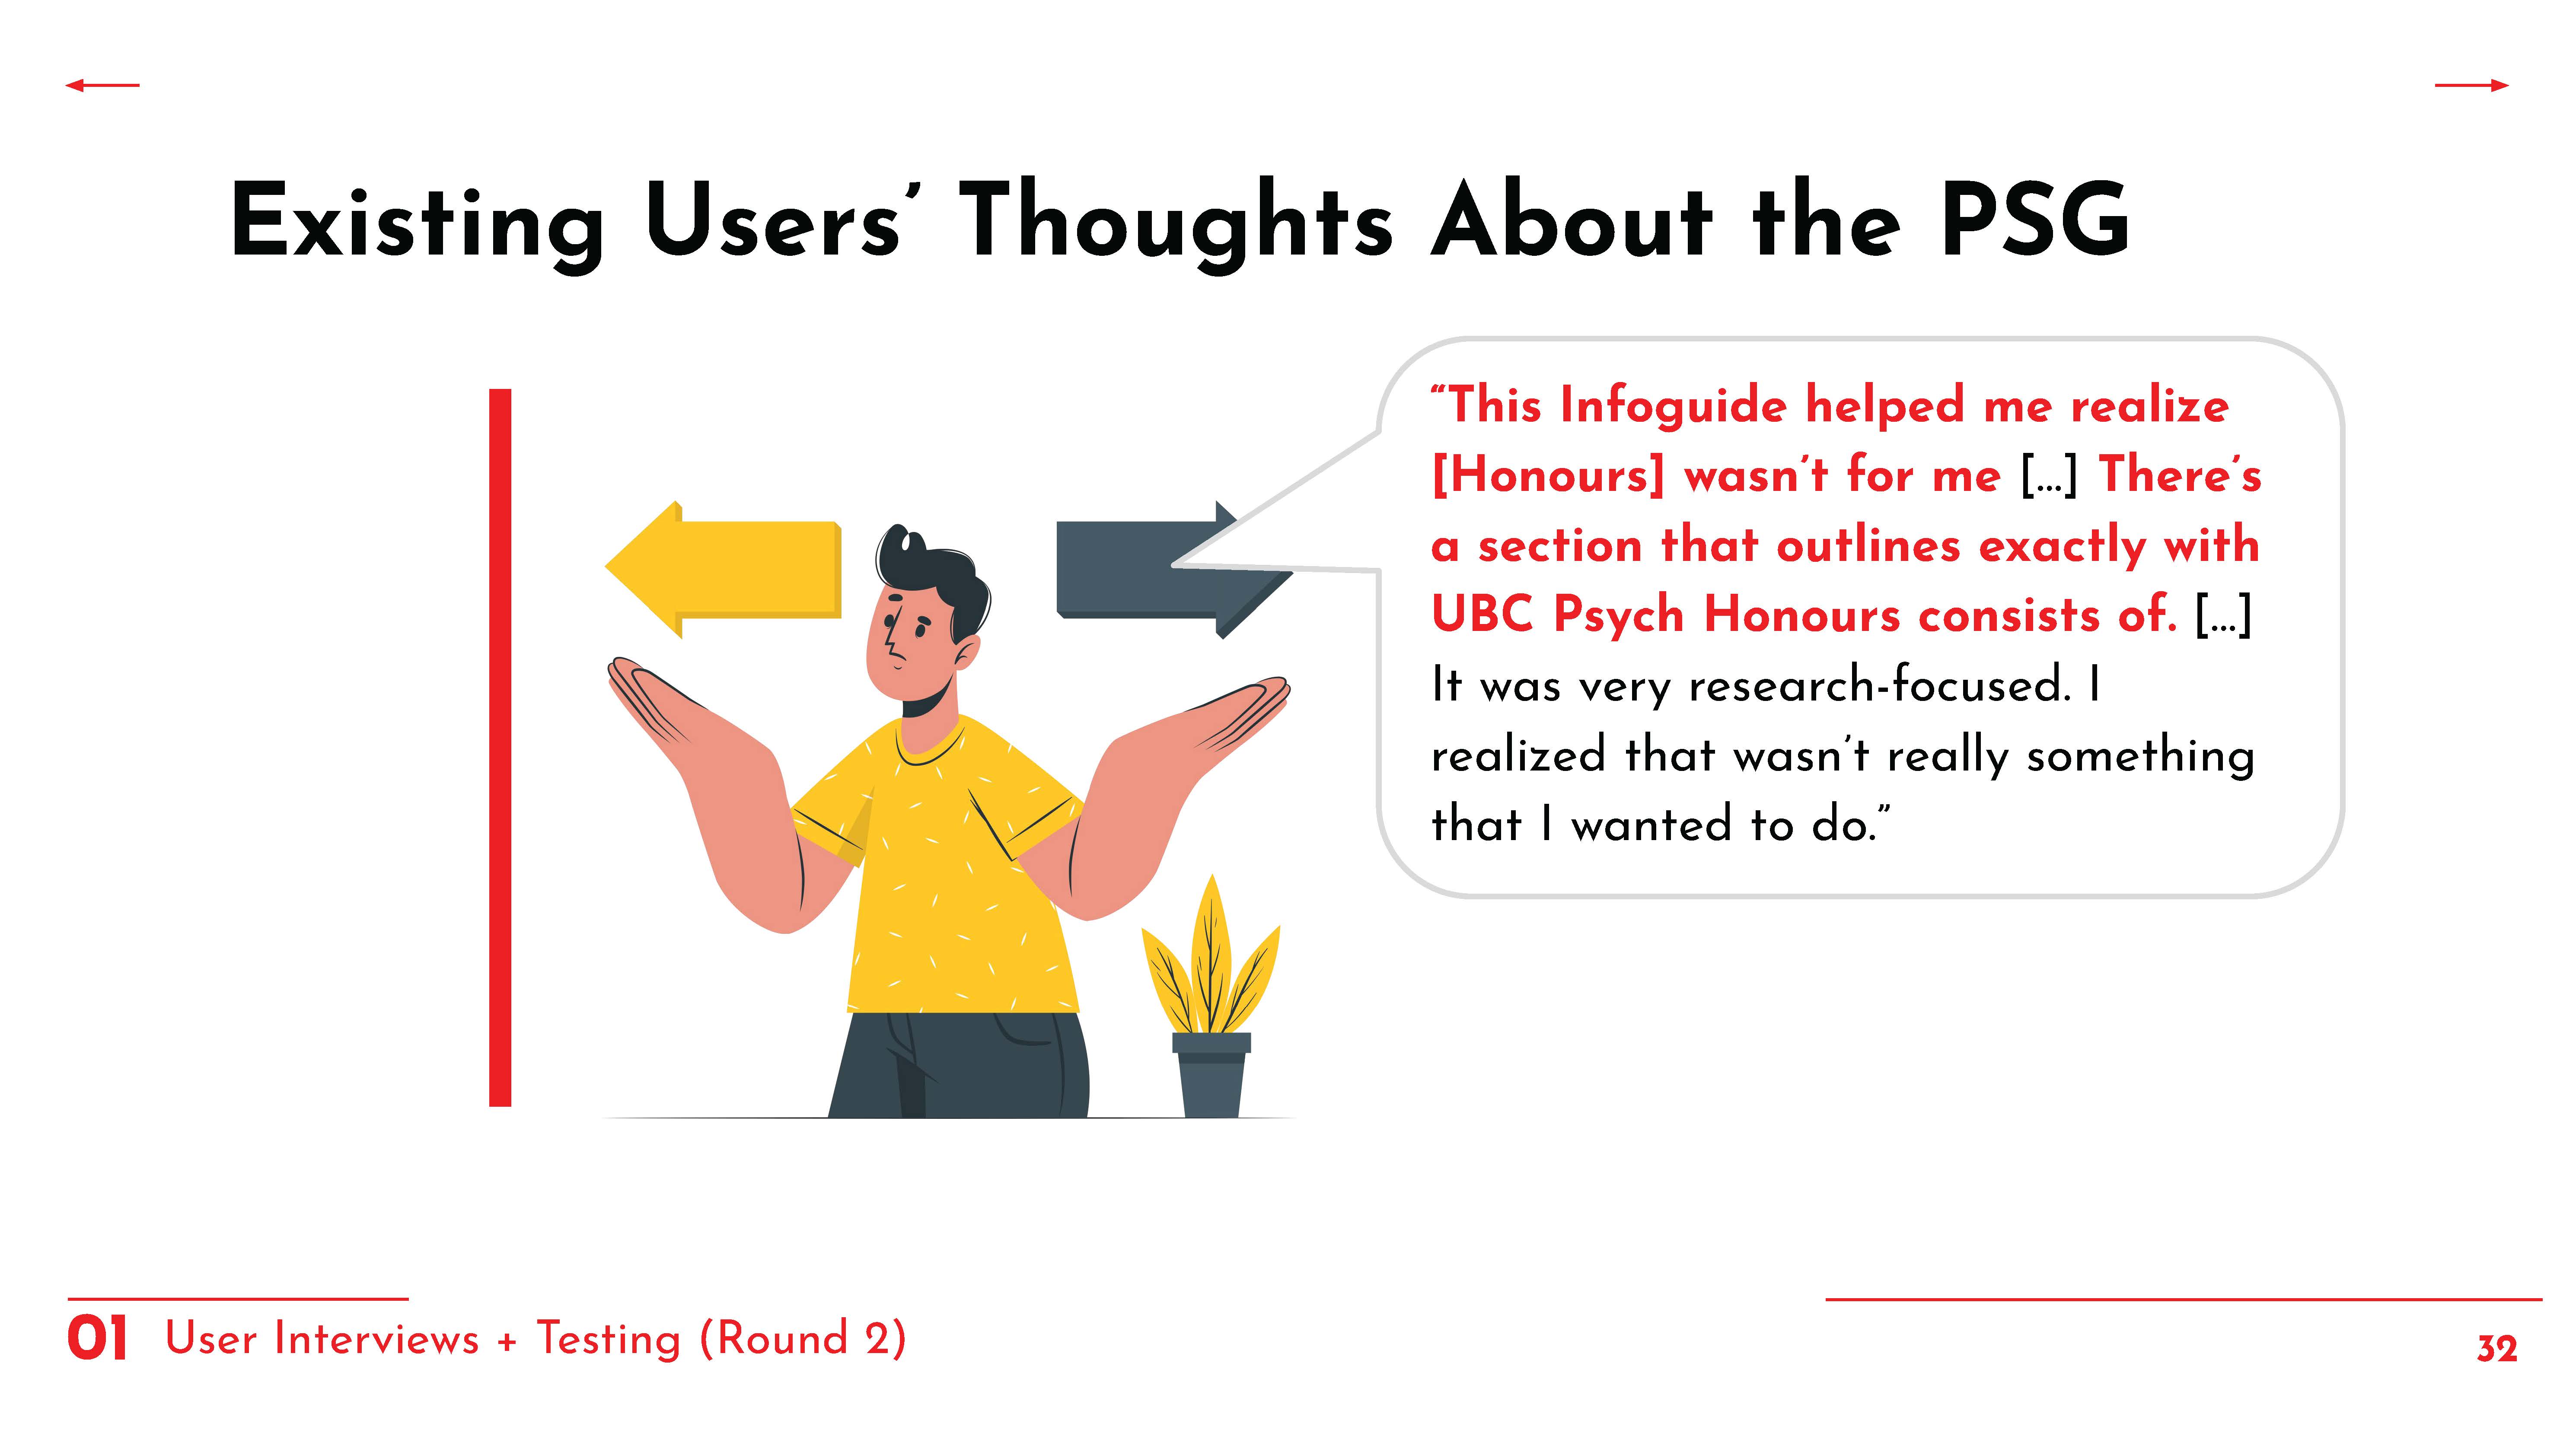 Existing Users’ Thoughts About the PSG
“This Infoguide helped me realize
[Honours] wasn’t for me [...] There’s
a section that outlines exactly with
UBC Psych Honours consists of. [...]
It was very research-focused. I
realized that wasn’t really something
that I wanted to do.”
01 User Interviews + Testing (Round 2)
32